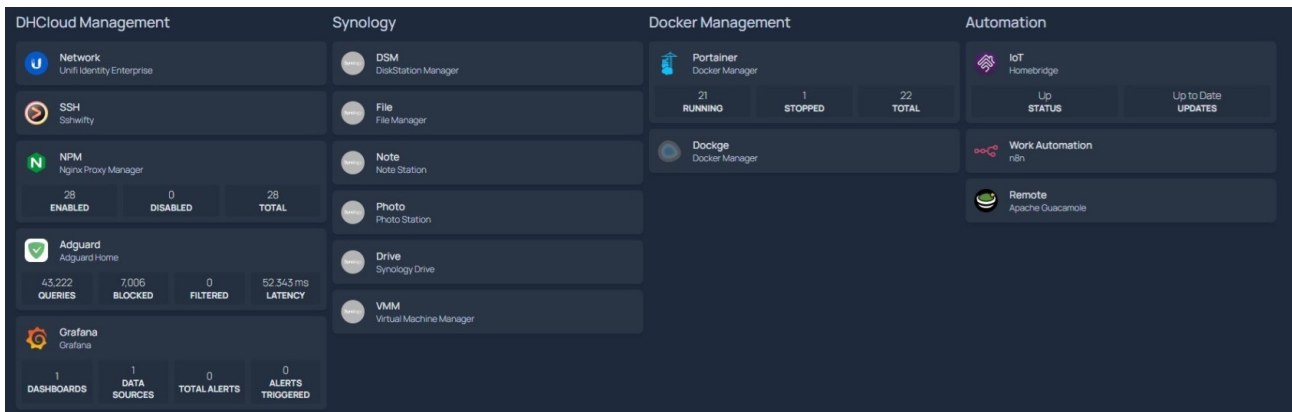 DHCloud Management
Network
Unifi Identity Enterprise
SSH
Sshwifty
NPM
Nginx Proxy Manager
28 0 28
ENABLED DISABLED TOTAL
Adguard
Adguard Home
43,222 7,006 0 52.343 ms
QUERIES BLOCKED FILTERED LATENCY
Grafana
Grafana
1 1 0 0
DASHBOARDS DATA SOURCES TOTAL ALERTS ALERTS TRIGGERED
Synology
DSM
DiskStation Manager
File
File Manager
Note
Note Station
Photo
Photo Station
Drive
Synology Drive
VMM
Virtual Machine Manager
Docker Management
Portainer
Docker Manager
21 1 22
RUNNING STOPPED TOTAL
Dockge
Docker Manager
Automation
IoT
Homebridge
Up Up to Date
STATUS UPDATES
Work Automation
n8n
Remote
Apache Guacamole